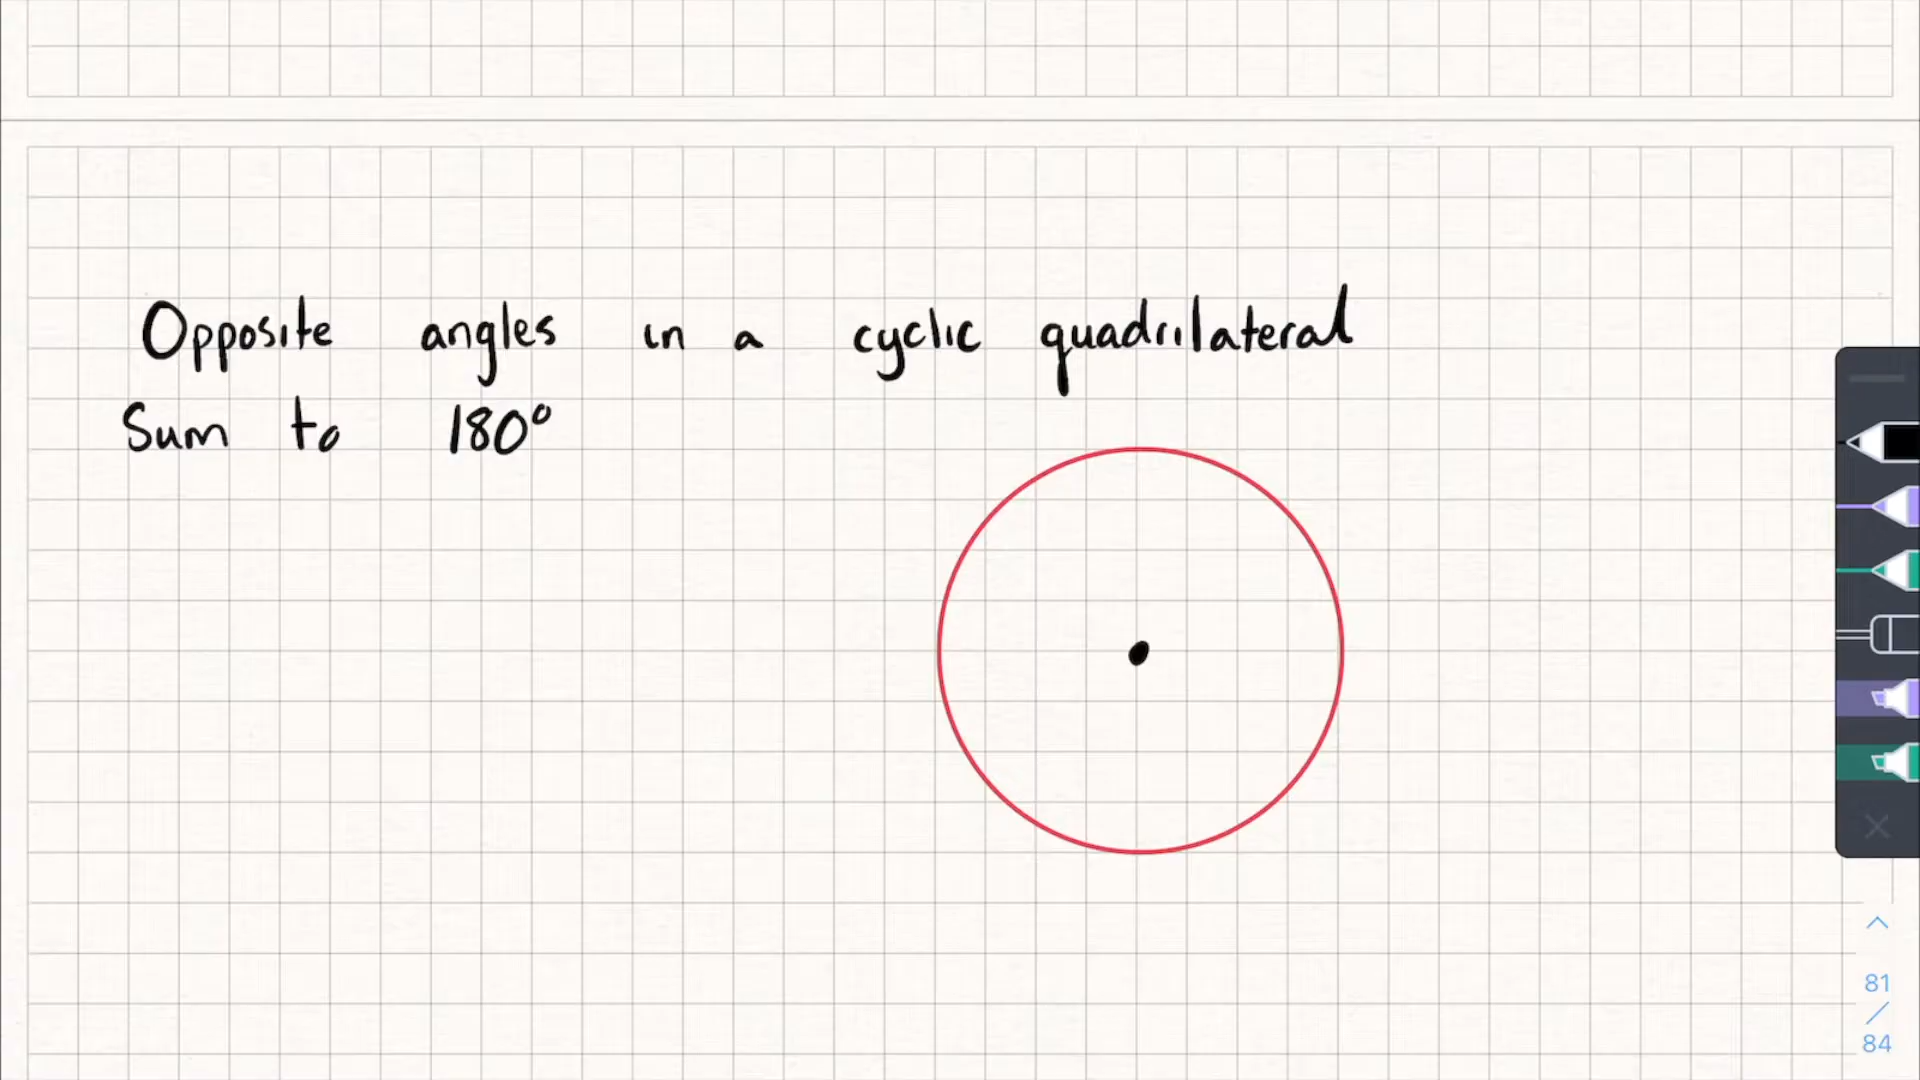 Opposite angles in a cyclic quadrilateral
Sum to 180°
81
/
84